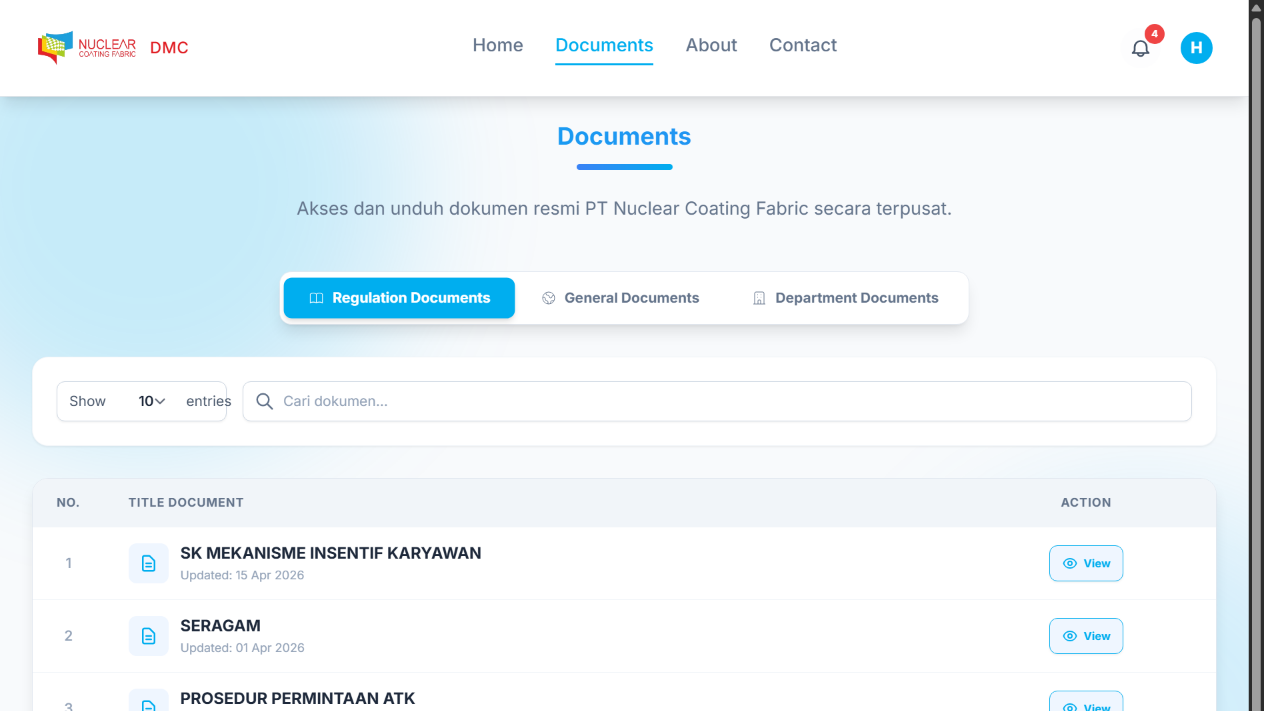 NUCLEAR
COATING FABRIC
DMC
Home
Documents
About
Contact
4
H
Documents
Akses dan unduh dokumen resmi PT Nuclear Coating Fabric secara terpusat.
Regulation Documents
General Documents
Department Documents
Show 10 entries
Cari dokumen...
NO. TITLE DOCUMENT ACTION
1 SK MEKANISME INSENTIF KARYAWAN View
Updated: 15 Apr 2026
2 SERAGAM View
Updated: 01 Apr 2026
3 PROSEDUR PERMINTAAN ATK View